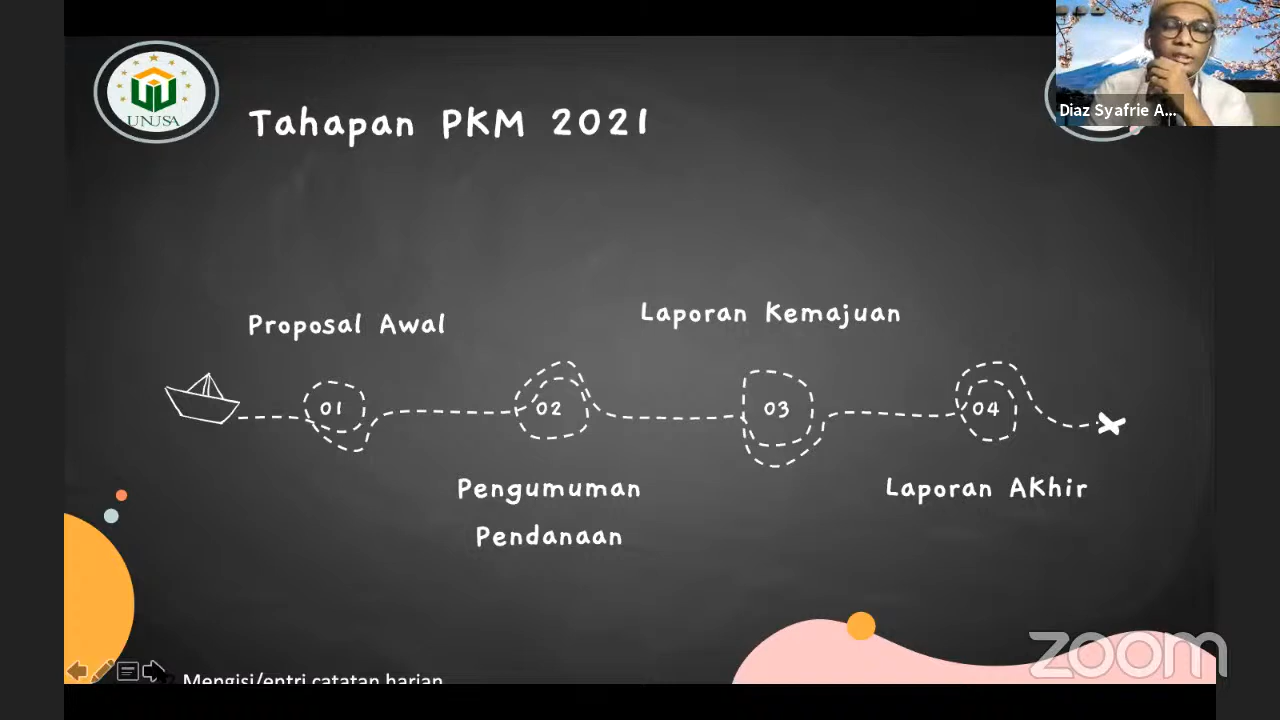 UNUSA
Tahapan PKM 2021
Diaz Syafrie A...
Proposal Awal
Laporan Kemajuan
01
02
03
04
Pengumuman
Pendanaan
Laporan Akhir
Mengisi/entri catatan harian
zoom